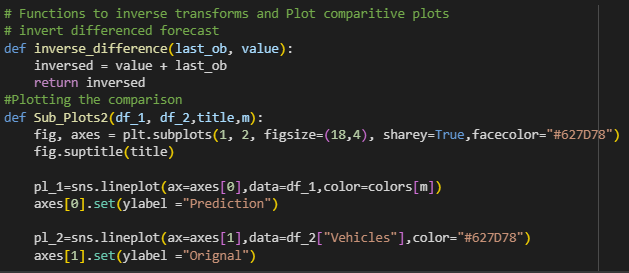 # Functions to inverse transforms and Plot comparitive plots
# invert differenced forecast
def inverse_difference(last_ob, value):
    inversed = value + last_ob
    return inversed
#Plotting the comparison
def Sub_Plots2(df_1, df_2,title,m):
    fig, axes = plt.subplots(1, 2, figsize=(18,4), sharey=True,facecolor="#627D78")
    fig.suptitle(title)

    pl_1=sns.lineplot(ax=axes[0],data=df_1,color=colors[m])
    axes[0].set(ylabel ="Prediction")

    pl_2=sns.lineplot(ax=axes[1],data=df_2["Vehicles"],color="#627D78")
    axes[1].set(ylabel ="Orignal")